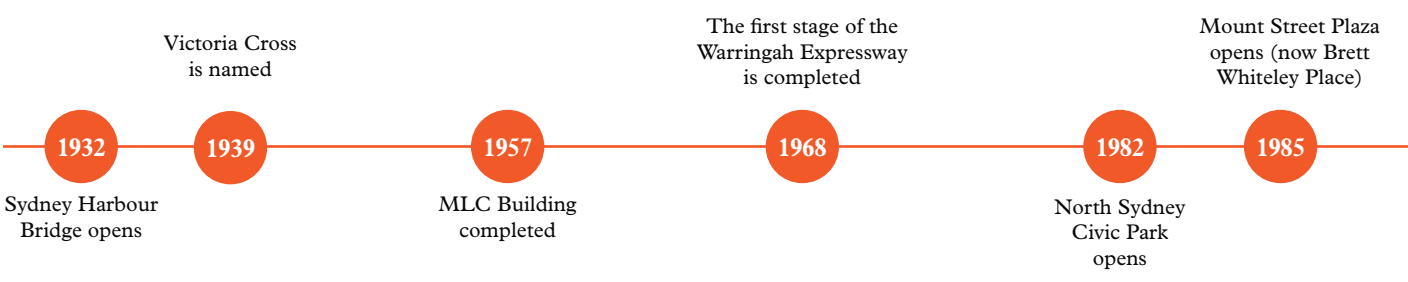 1932
Sydney Harbour
Bridge opens
Victoria Cross
is named
1939
1957
MLC Building
completed
The first stage of the
Warringah Expressway
is completed
1968
1982
North Sydney
Civic Park
opens
Mount Street Plaza
opens (now Brett
Whiteley Place)
1985